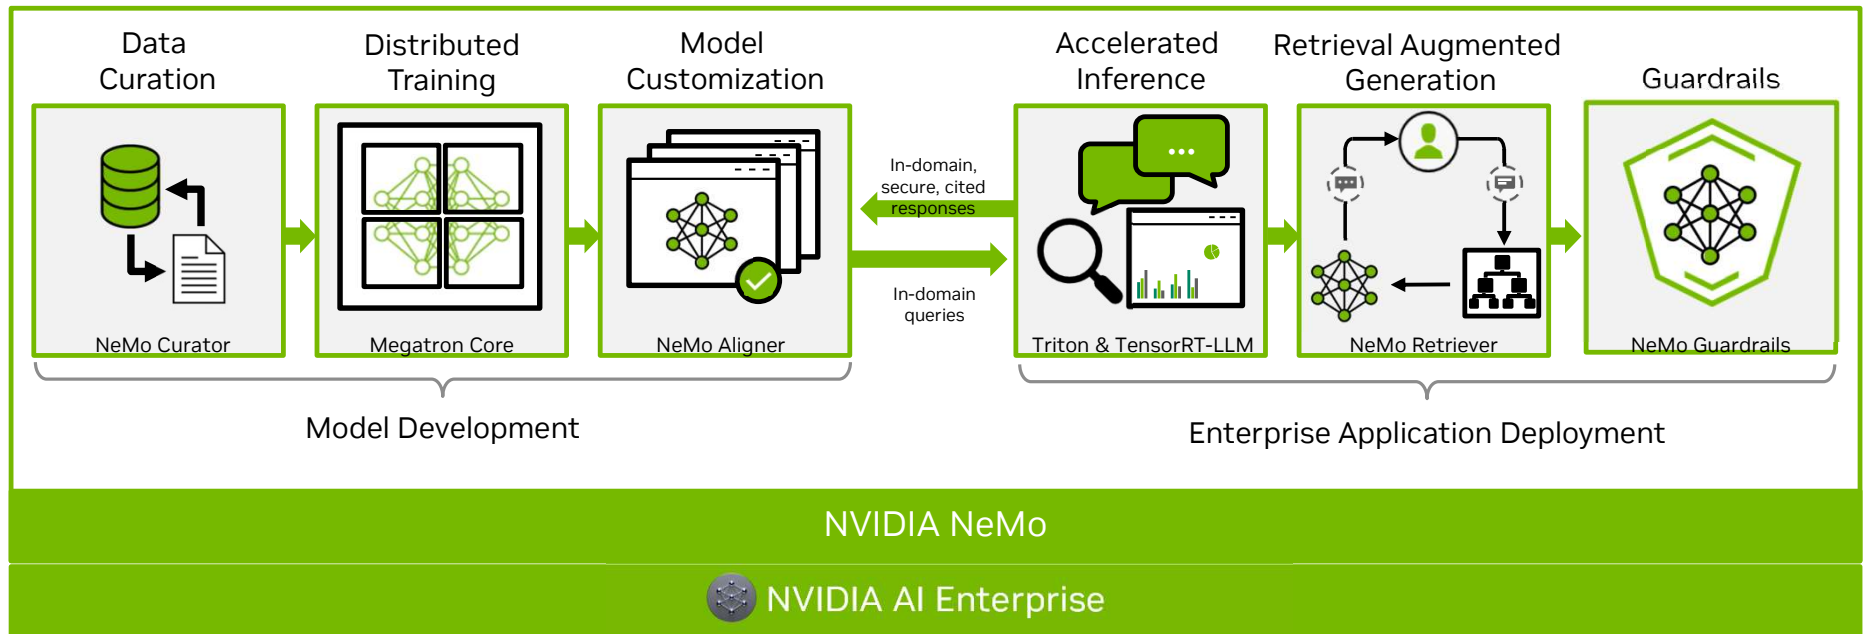 Data
Curation
Distributed
Training
Model
Customization
Accelerated
Inference
Retrieval Augmented
Generation
Guardrails
In-domain,
secure, cited
responses
In-domain
queries
...
NeMo Curator
Megatron Core
NeMo Aligner
Triton & TensorRT-LLM
NeMo Retriever
NeMo Guardrails
Model Development
Enterprise Application Deployment
NVIDIA NeMo
NVIDIA AI Enterprise